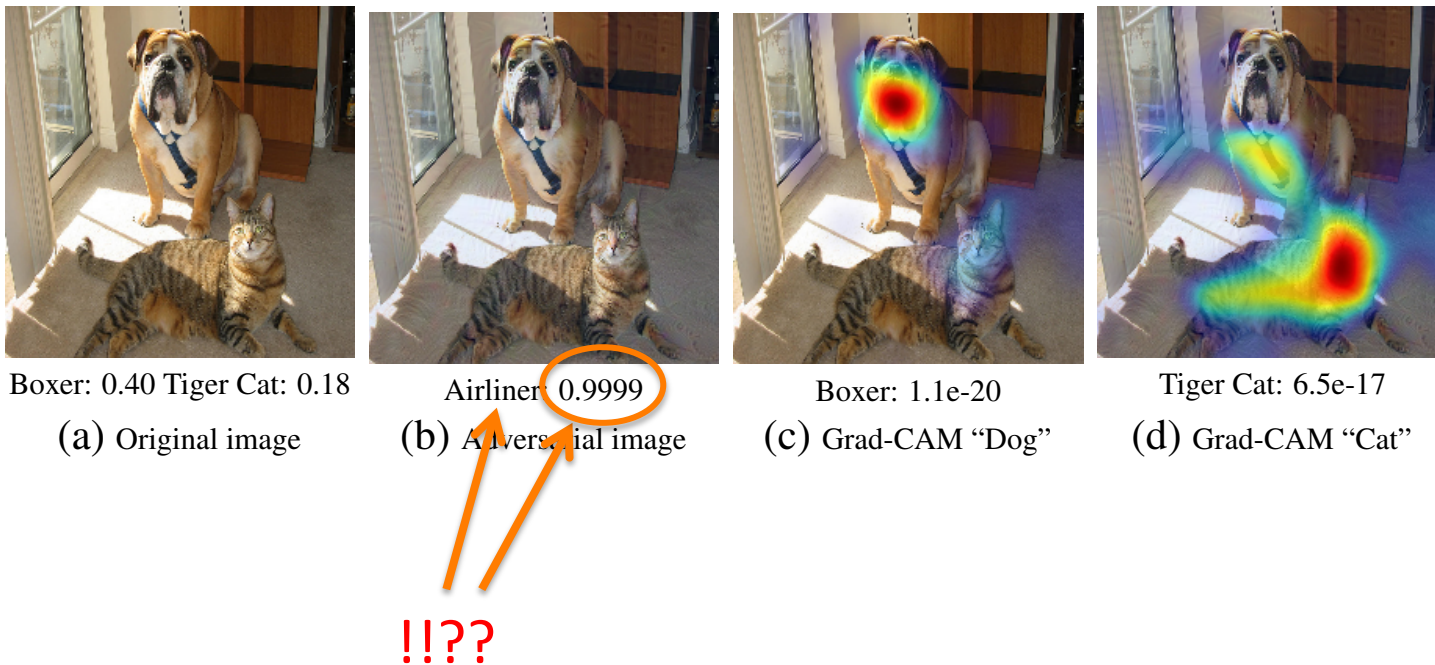 Boxer: 0.40 Tiger Cat: 0.18
(a) Original image
Airliner: 0.9999
(b) Adversarial image
Boxer: 1.1e-20
(c) Grad-CAM “Dog”
Tiger Cat: 6.5e-17
(d) Grad-CAM “Cat”
!!??